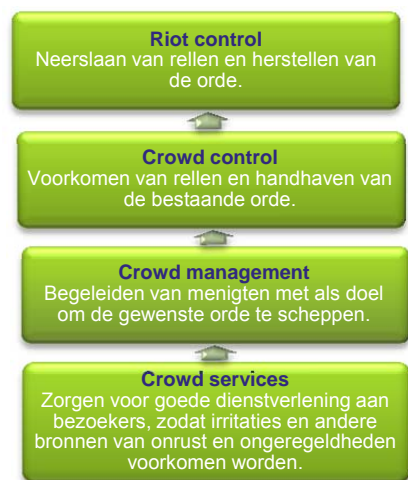 Riot control
Neerslaan van rellen en herstellen van
de orde.
Crowd control
Voorkomen van rellen en handhaven van
de bestaande orde.
Crowd management
Begeleiden van menigten met als doel
om de gewenste orde te scheppen.
Crowd services
Zorgen voor goede dienstverlening aan
bezoekers, zodat irritaties en andere
bronnen van onrust en ongeregeldheden
voorkomen worden.